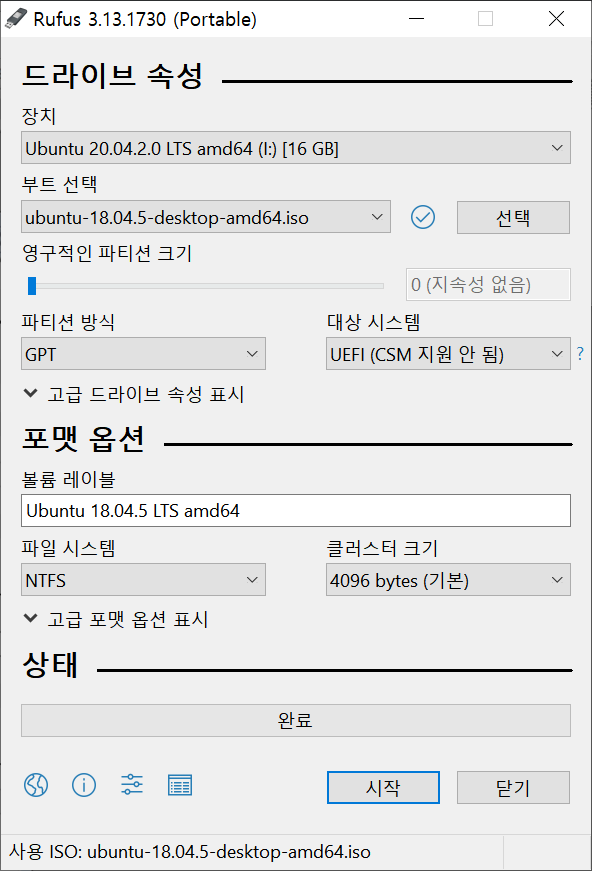 Rufus 3.13.1730 (Portable)
드라이브 속성
장치
Ubuntu 20.04.2.0 LTS amd64 (I:) [16 GB]
부트 선택
ubuntu-18.04.5-desktop-amd64.iso 선택
영구적인 파티션 크기
0 (지속성 없음)
파티션 방식 대상 시스템
GPT UEFI (CSM 지원 안 됨) ?
고급 드라이브 속성 표시
포맷 옵션
볼륨 레이블
Ubuntu 18.04.5 LTS amd64
파일 시스템 클러스터 크기
NTFS 4096 bytes (기본)
고급 포맷 옵션 표시
상태
완료
시작 닫기
사용 ISO: ubuntu-18.04.5-desktop-amd64.iso